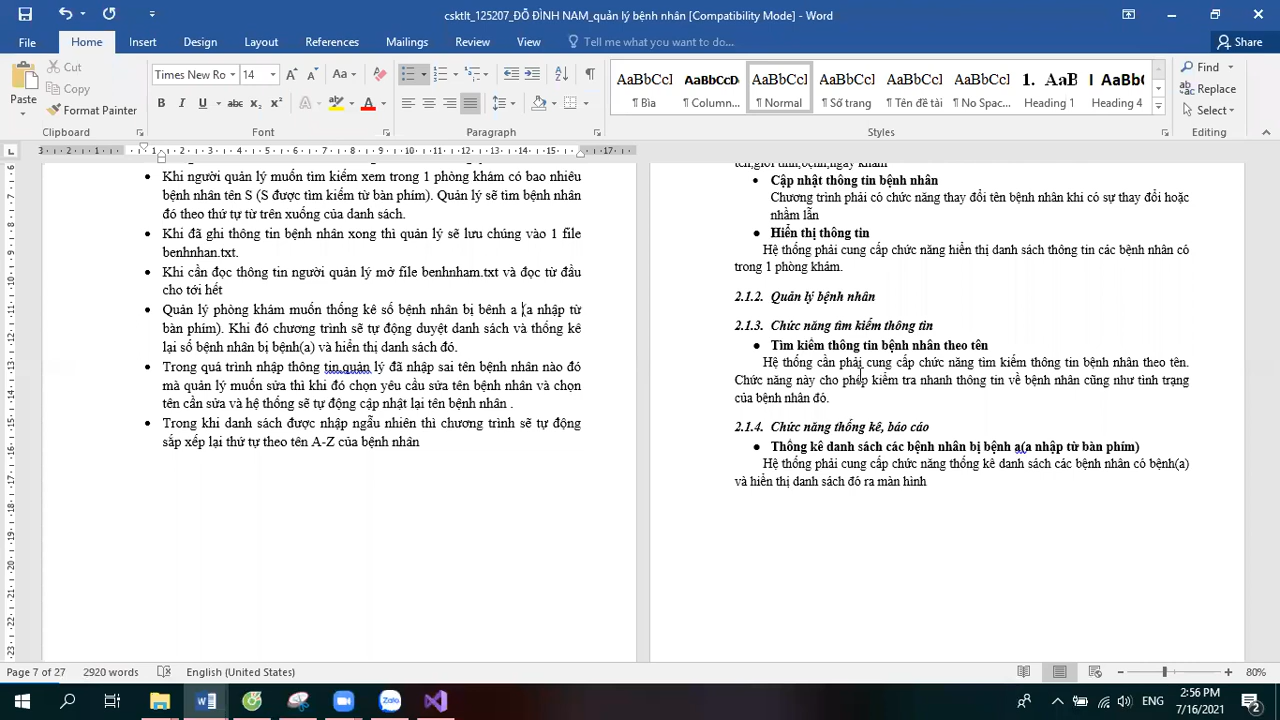 csktlt_125207_ĐỖ ĐÌNH NAM_quản lý bệnh nhân [Compatibility Mode] - Word
File Home Insert Design Layout References Mailings Review View Tell me what you want to do... Share
Paste
Cut
Copy
Format Painter
Clipboard
Times New Ro 14
Font
Paragraph
AaBbCcI AaBbCcD AaBbCcI AaBbCcI AaBbCcI AaBbCcI 1. AaB AaBbC
¶ Bìa ¶ Column... ¶ Normal ¶ Số trang ¶ Tên đề tài ¶ No Spac... Heading 1 Heading 4
Styles
Find
Replace
Select
Editing
Khi người quản lý muốn tìm kiếm xem trong 1 phòng khám có bao nhiêu
bệnh nhân tên S (S được tìm kiếm từ bàn phím). Quản lý sẽ tìm bệnh nhân
đó theo thứ tự từ trên xuống của danh sách.
Khi đã ghi thông tin bệnh nhân xong thì quản lý sẽ lưu chúng vào 1 file
benhnhan.txt.
Khi cần đọc thông tin người quản lý mở file benhnham.txt và đọc từ đầu
cho tới hết
Quản lý phòng khám muốn thống kê số bệnh nhân bị bênh a (a nhập từ
bàn phím). Khi đó chương trình sẽ tự động duyệt danh sách và thống kê
lại số bệnh nhân bị bệnh(a) và hiển thị danh sách đó.
Trong quá trình nhập thông tin,quản lý đã nhập sai tên bệnh nhân nào đó
mà quản lý muốn sửa thì khi đó chọn yêu cầu sửa tên bệnh nhân và chọn
tên cần sửa và hệ thống sẽ tự động cập nhật lại tên bệnh nhân .
Trong khi danh sách được nhập ngẫu nhiên thì chương trình sẽ tự động
sắp xếp lại thứ tự theo tên A-Z của bệnh nhân
tên,giới tính,bệnh,ngày khám
Cập nhật thông tin bệnh nhân
Chương trình phải có chức năng thay đổi tên bệnh nhân khi có sự thay đổi hoặc
nhầm lẫn
Hiển thị thông tin
Hệ thống phải cung cấp chức năng hiển thị danh sách thông tin các bệnh nhân có
trong 1 phòng khám.
2.1.2. Quản lý bệnh nhân
2.1.3. Chức năng tìm kiếm thông tin
Tìm kiếm thông tin bệnh nhân theo tên
Hệ thống cần phải cung cấp chức năng tìm kiếm thông tin bệnh nhân theo tên.
Chức năng này cho phép kiểm tra nhanh thông tin về bệnh nhân cũng như tình trạng
của bệnh nhân đó.
2.1.4. Chức năng thống kê, báo cáo
Thống kê danh sách các bệnh nhân bị bệnh a(a nhập từ bàn phím)
Hệ thống phải cung cấp chức năng thống kê danh sách các bệnh nhân có bệnh(a)
và hiển thị danh sách đó ra màn hình
Page 7 of 27 2920 words English (United States) 80%
ENG
2:56 PM
7/16/2021